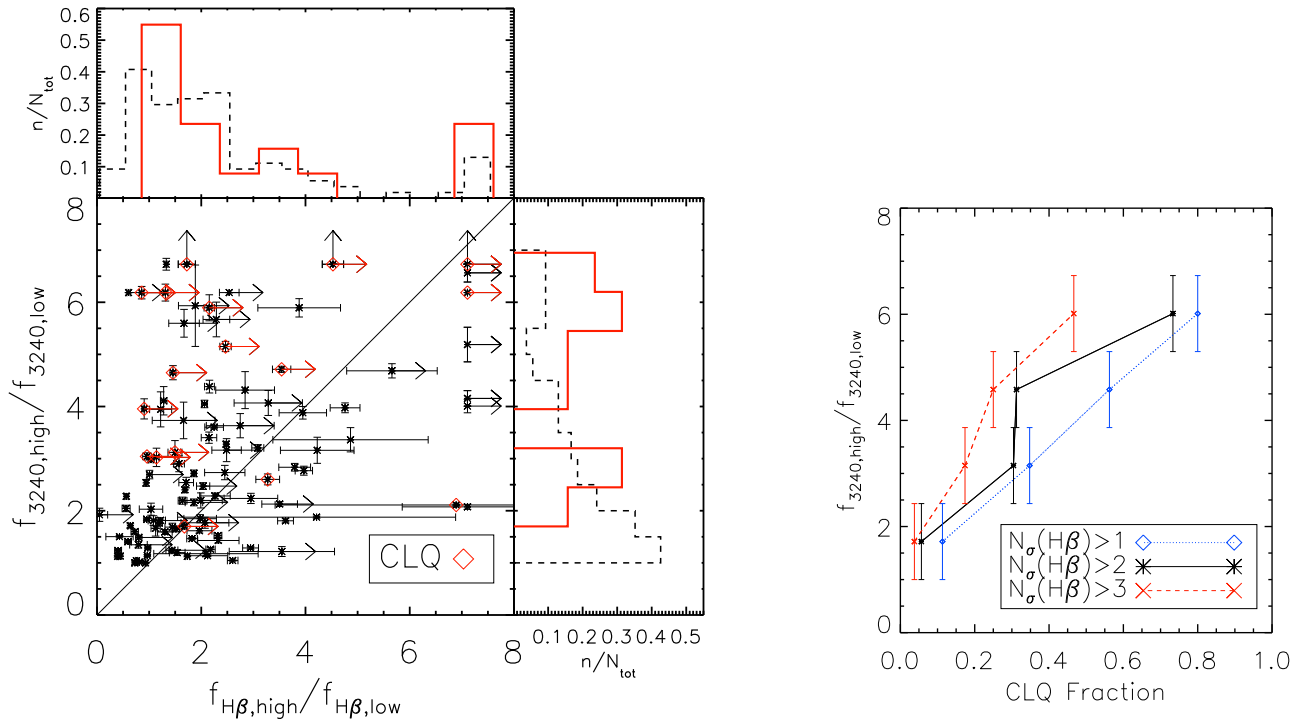 0.6
0.5
0.4
0.3
0.2
0.1
n/N_tot
8
6
4
2
0
f_3240,high/f_3240,low
CLQ
0 2 4 6 8
f_Hβ,high/f_Hβ,low
0.1 0.2 0.3 0.4 0.5
n/N_tot
8
6
4
2
0
f_3240,high/f_3240,low
N_σ(Hβ)>1
N_σ(Hβ)>2
N_σ(Hβ)>3
0.0 0.2 0.4 0.6 0.8 1.0
CLQ Fraction